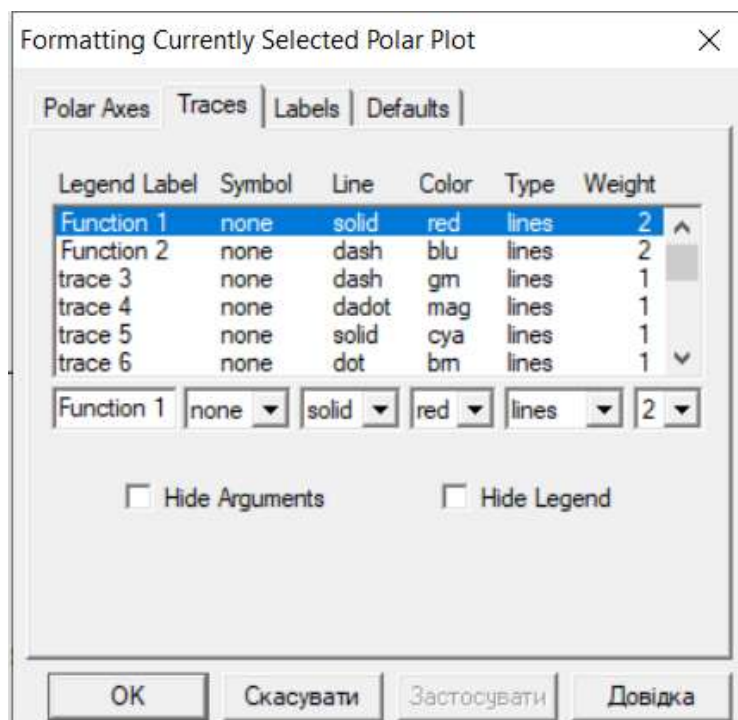 Formatting Currently Selected Polar Plot
Polar Axes Traces Labels Defaults
Legend Label Symbol Line Color Type Weight
Function 1 none solid red lines 2
Function 2 none dash blu lines 2
trace 3 none dash grn lines 1
trace 4 none dadot mag lines 1
trace 5 none solid cya lines 1
trace 6 none dot brn lines 1
Function 1 none solid red lines 2
Hide Arguments Hide Legend
OK Скасувати Застосувати Довідка